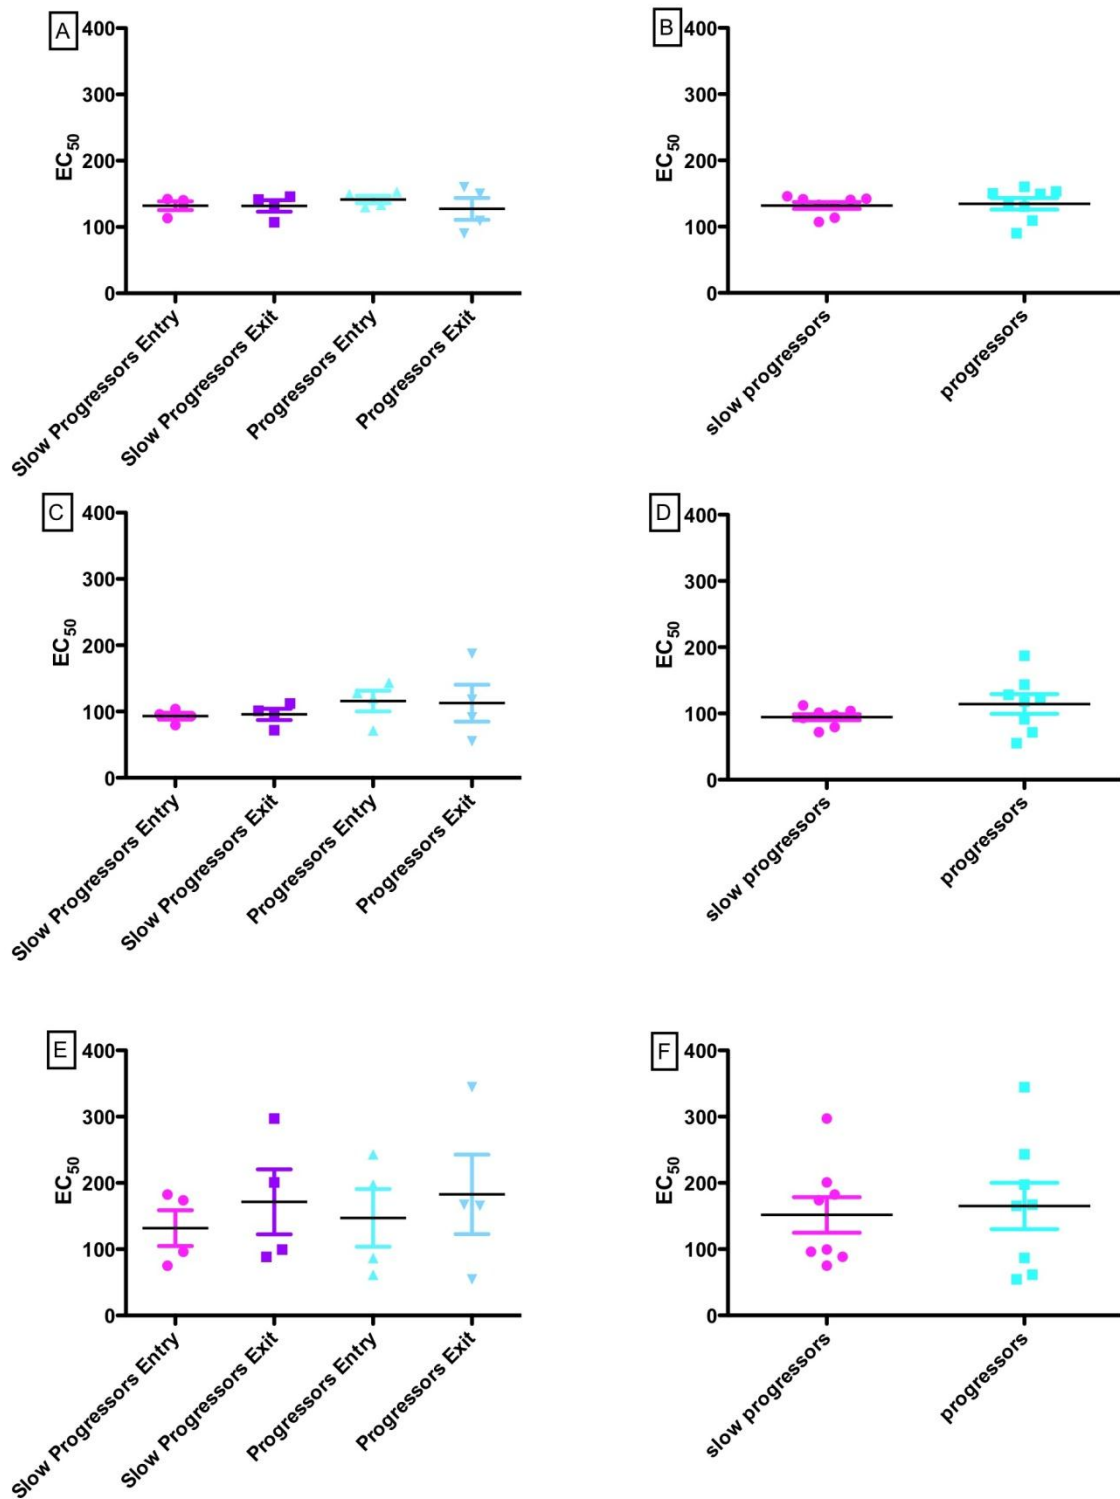 A
400
300
200
100
0
EC50
Slow Progressors Entry
Slow Progressors Exit
Progressors Entry
Progressors Exit
B
400
300
200
100
0
EC50
slow progressors
progressors
C
400
300
200
100
0
EC50
Slow Progressors Entry
Slow Progressors Exit
Progressors Entry
Progressors Exit
D
400
300
200
100
0
EC50
slow progressors
progressors
E
400
300
200
100
0
EC50
Slow Progressors Entry
Slow Progressors Exit
Progressors Entry
Progressors Exit
F
400
300
200
100
0
EC50
slow progressors
progressors